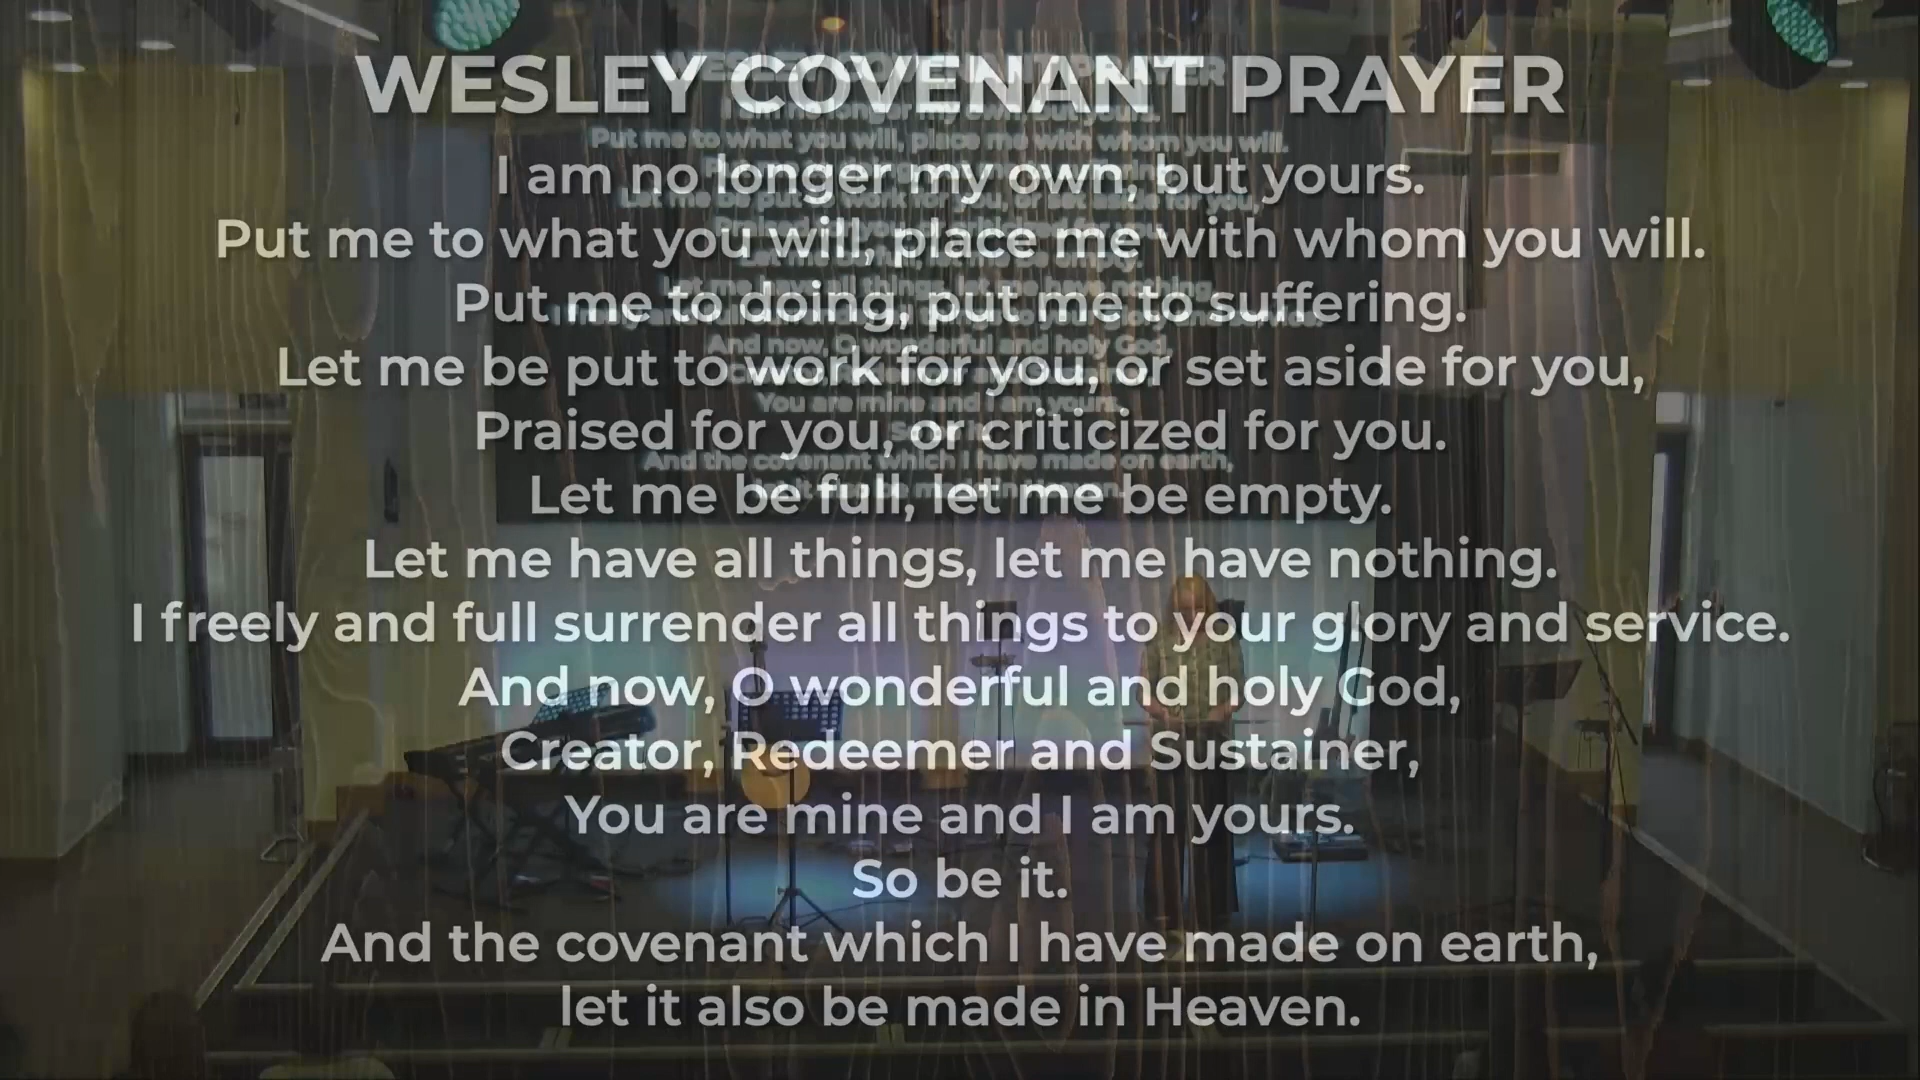 WESLEY COVENANT PRAYER
I am no longer my own, but yours.
Put me to what you will, place me with whom you will.
Put me to doing, put me to suffering.
Let me be put to work for you, or set aside for you,
Praised for you, or criticized for you.
Let me be full, let me be empty.
Let me have all things, let me have nothing.
I freely and full surrender all things to your glory and service.
And now, O wonderful and holy God,
Creator, Redeemer and Sustainer,
You are mine and I am yours.
So be it.
And the covenant which I have made on earth,
let it also be made in Heaven.